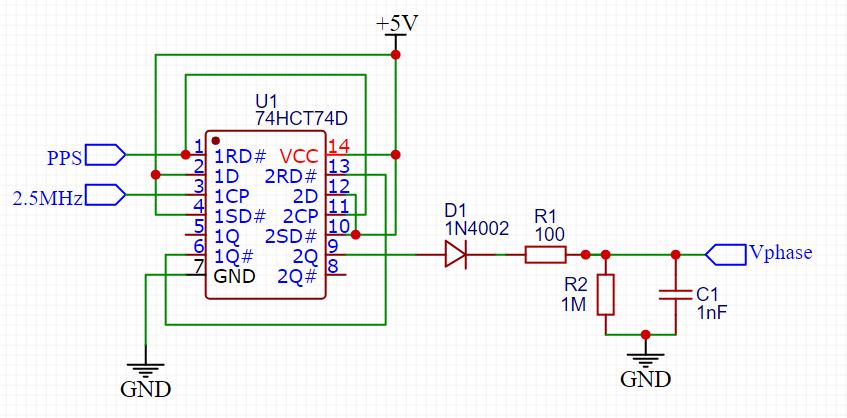 +5V
U1
74HCT74D
PPS
2.5MHz
1 1RD# VCC 14
2 1D 2RD# 13
3 1CP 2D 12
4 1SD# 2CP 11
5 1Q 2SD# 10
6 1Q# 2Q 9
7 GND 2Q# 8
D1
1N4002
R1
100
Vphase
R2
1M
C1
1nF
GND
GND